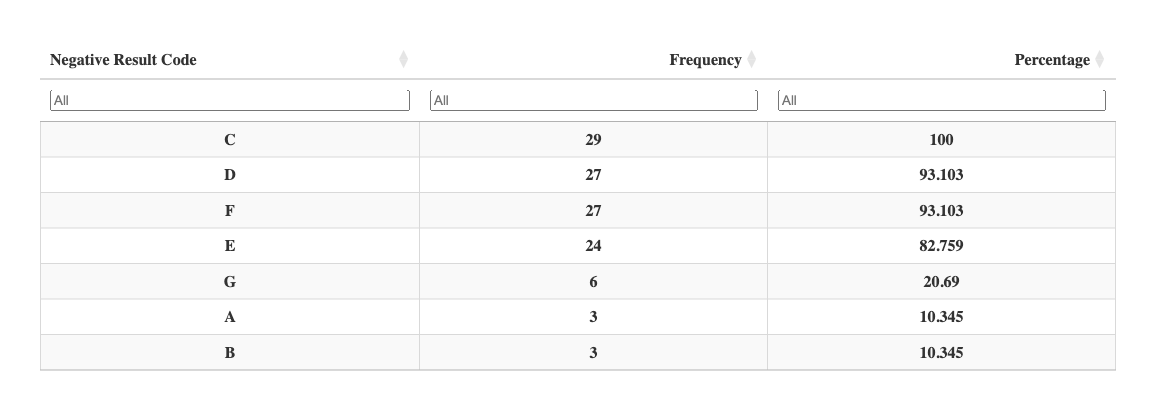 Negative Result Code Frequency Percentage
All All All
C 29 100
D 27 93.103
F 27 93.103
E 24 82.759
G 6 20.69
A 3 10.345
B 3 10.345